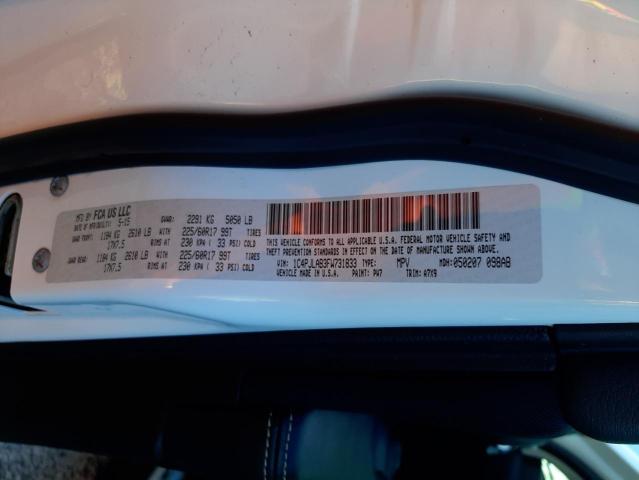 MFD BY FCA US LLC
DATE OF MFR(BUILT): 5-15 GVWR: 2291 KG 5050 LB
GAWR FRONT: 1184 KG 2610 LB WITH 225/60R17 99T TIRES
17X7.5 RIMS AT 230 KPA ( 33 PSI) COLD
GAWR REAR: 1184 KG 2610 LB WITH 225/60R17 99T TIRES
17X7.5 RIMS AT 230 KPA ( 33 PSI) COLD
THIS VEHICLE CONFORMS TO ALL APPLICABLE U.S.A. FEDERAL MOTOR VEHICLE SAFETY AND
THEFT PREVENTION STANDARDS IN EFFECT ON THE DATE OF MANUFACTURE SHOWN ABOVE.
VIN: 1C4PJLAB3FW731833 TYPE: MPV MDH: 050207 098AB
VEHICLE MADE IN U.S.A. PAINT: PW7 TRIM: A7X9